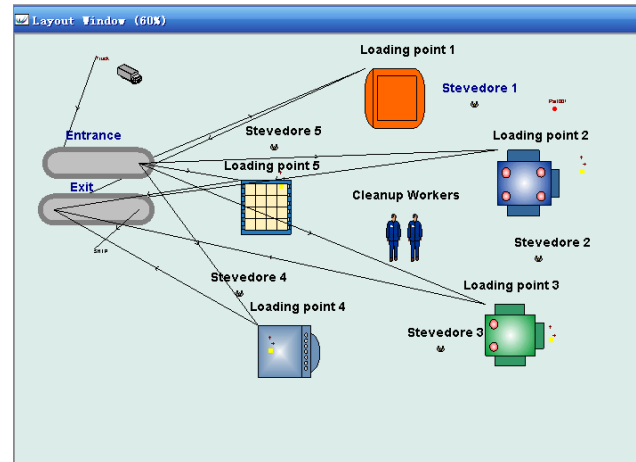 Layout Window (60%)
Loading point 1
Stevedore 1
Entrance
Stevedore 5
Loading point 2
Loading point 5
Exit
Cleanup Workers
Stevedore 2
Stevedore 4
Loading point 3
Loading point 4
Stevedore 3